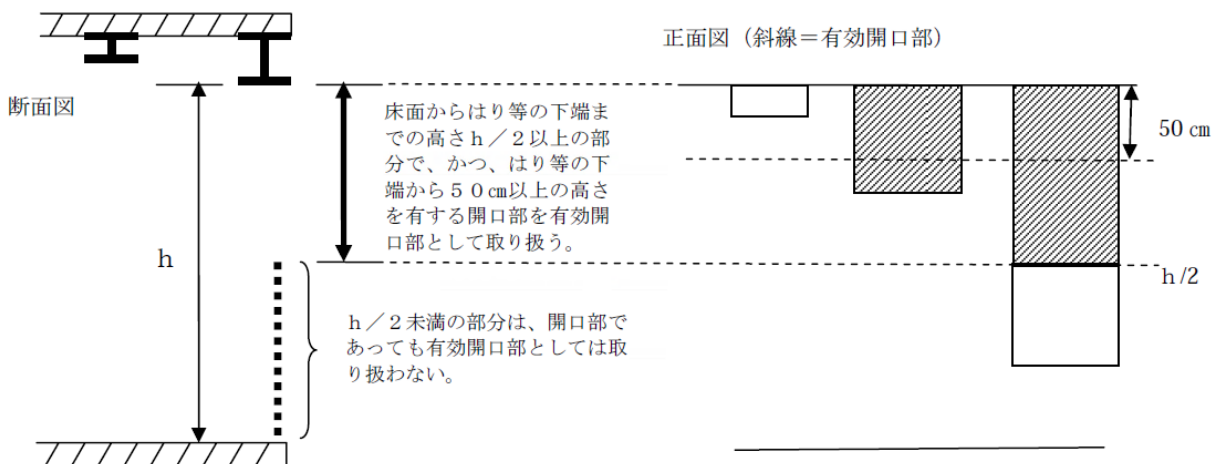 正面図（斜線＝有効開口部）
断面図
床面からはり等の下端ま
での高さｈ／２以上の部
分で、かつ、はり等の下
端から５０㎝以上の高さ
を有する開口部を有効開
口部として取り扱う。
50 ㎝
ｈ
ｈ/2
ｈ／２未満の部分は、開口部で
あっても有効開口部としては取
り扱わない。